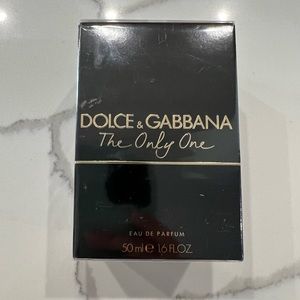 DOLCE & GABBANA
The Only One
EAU DE PARFUM
50 ml ℮ 1.6 FL.OZ.